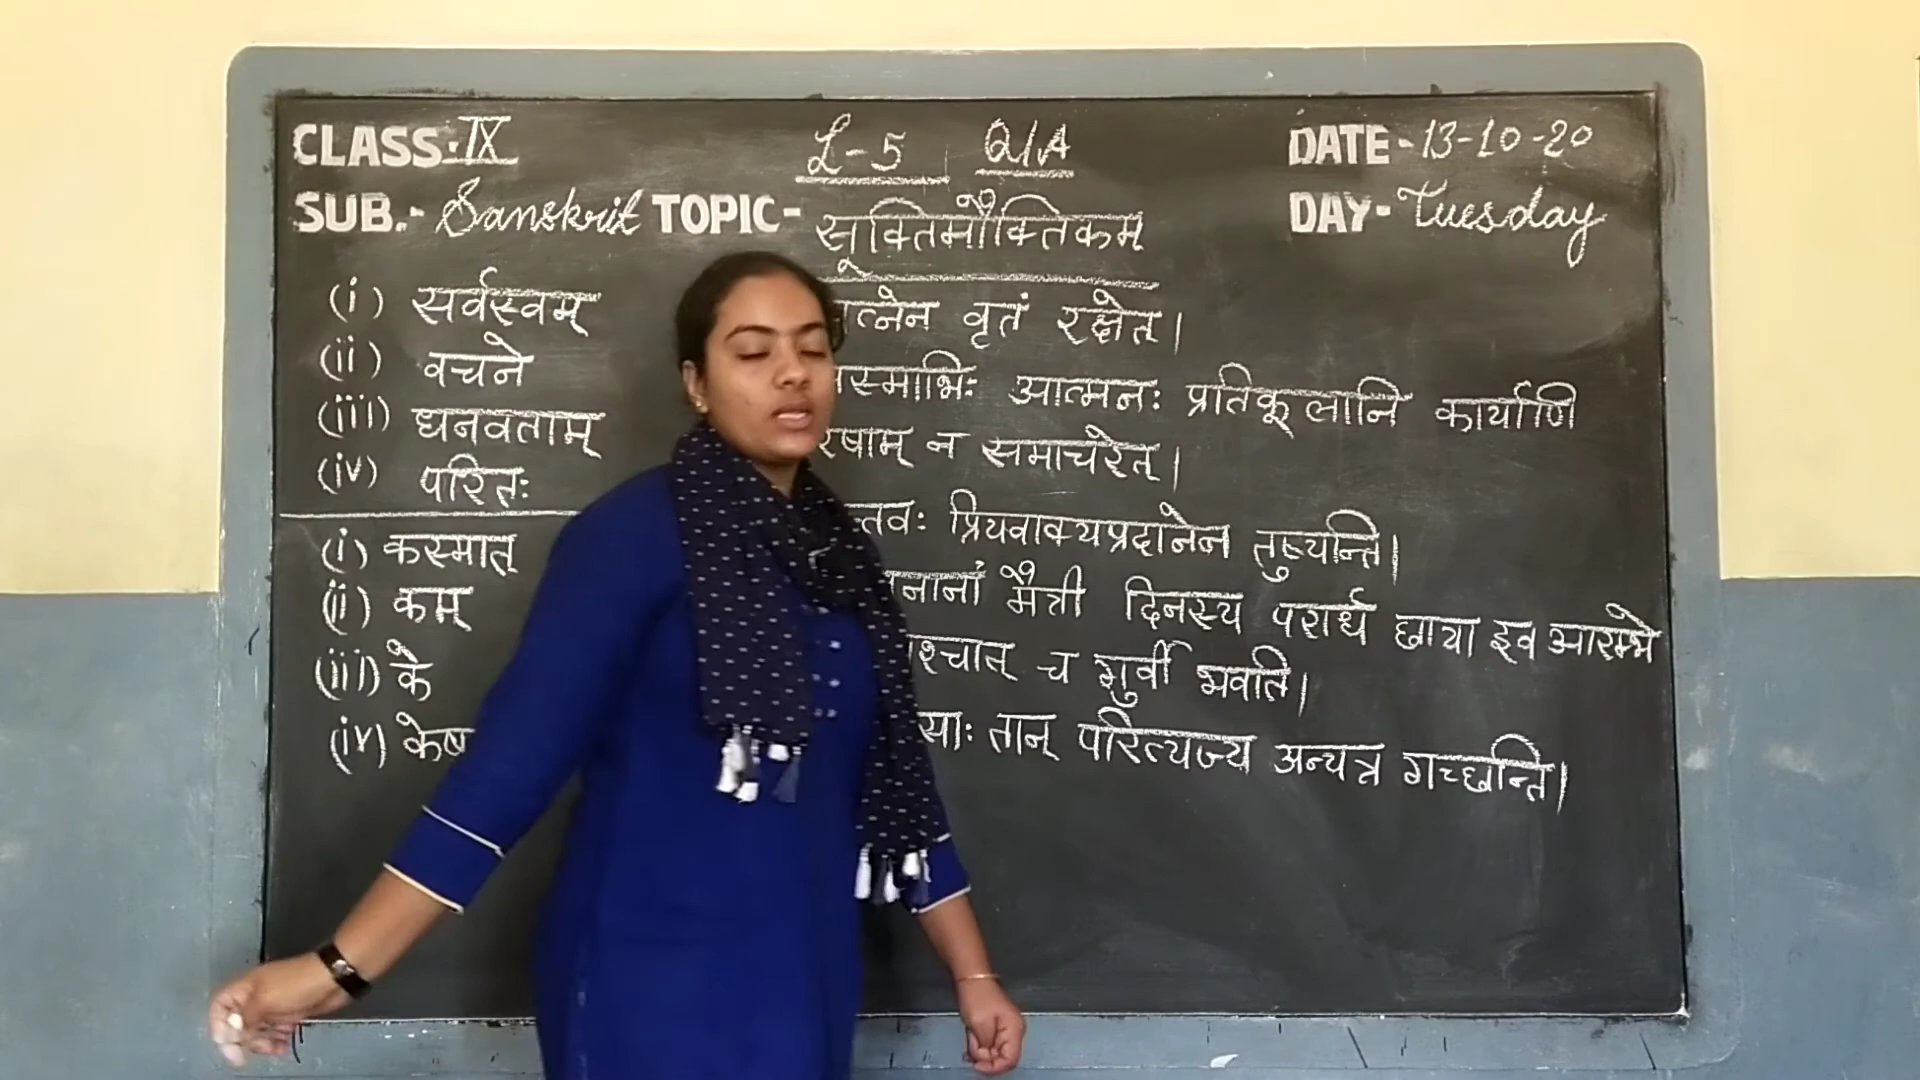 CLASS:- IX
L-5 Q/A
DATE - 13-10-20
SUB.- Sanskrit TOPIC- सूक्तिमौक्तिकम्
DAY- Tuesday
(i) सर्वस्वम्
(ii) वचने
(iii) धनवताम्
(iv) परितः
(i) कस्मात्
(ii) कम्
(iii) के
(iv)
वृतं रक्षेत्।
आत्मनः प्रतिकूलानि कार्याणि
न समाचरेत्।
प्रियवाक्यप्रदानेन तुष्यन्ति।
मैत्री दिनस्य परार्ध छाया इव आरम्भे
च गुर्वी भवति।
तान् परित्यज्य अन्यत्र गच्छन्ति।